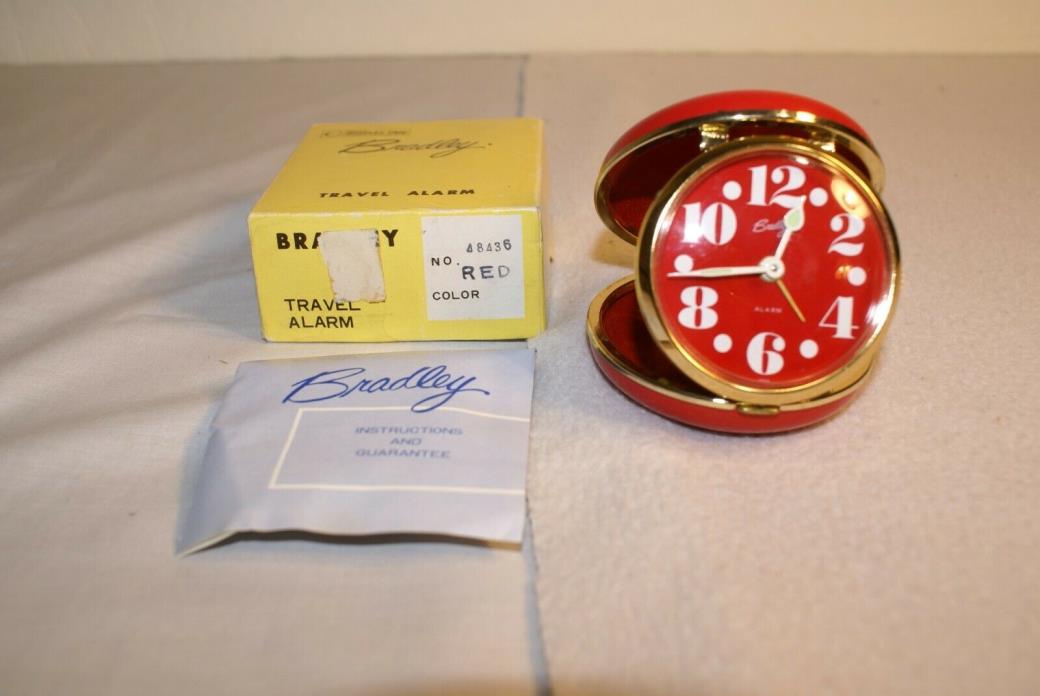 Bradley
TRAVEL ALARM
NO. 48436
RED
COLOR
TRAVEL
ALARM
Bradley
INSTRUCTIONS
AND
GUARANTEE
12
2
4
6
8
10
Bradley
ALARM